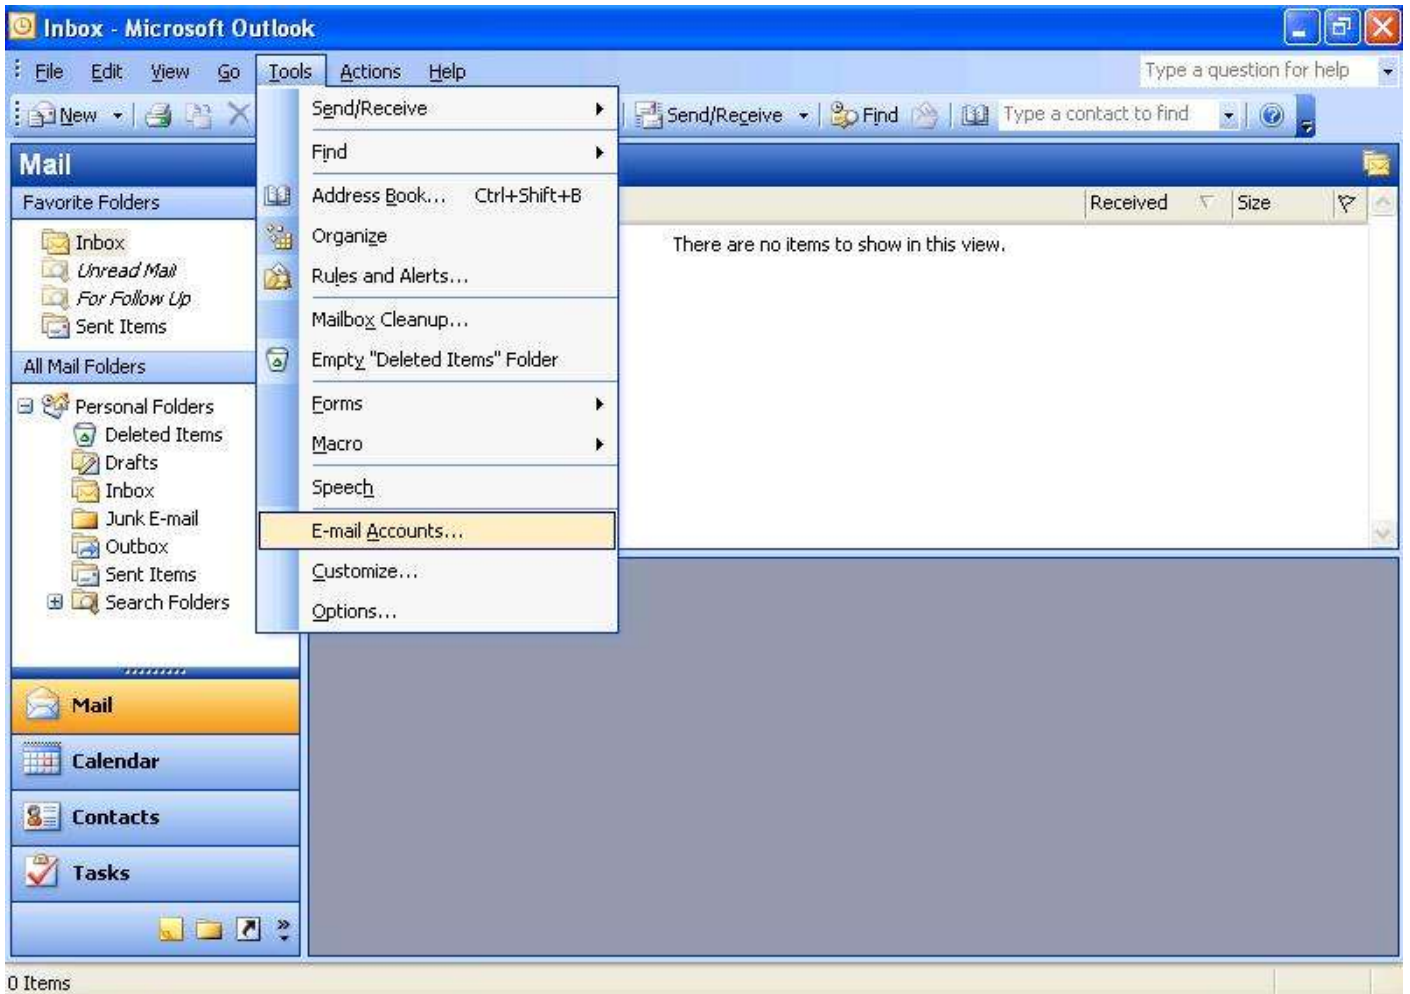 Inbox - Microsoft Outlook
File Edit View Go Tools Actions Help Type a question for help
New Send/Receive Find Type a contact to find
Mail
Favorite Folders
Inbox
Unread Mail
For Follow Up
Sent Items
All Mail Folders
Personal Folders
Deleted Items
Drafts
Inbox
Junk E-mail
Outbox
Sent Items
Search Folders
Mail
Calendar
Contacts
Tasks
0 Items
Send/Receive
Find
Address Book... Ctrl+Shift+B
Organize
Rules and Alerts...
Mailbox Cleanup...
Empty "Deleted Items" Folder
Forms
Macro
Speech
E-mail Accounts...
Customize...
Options...
Received Size
There are no items to show in this view.